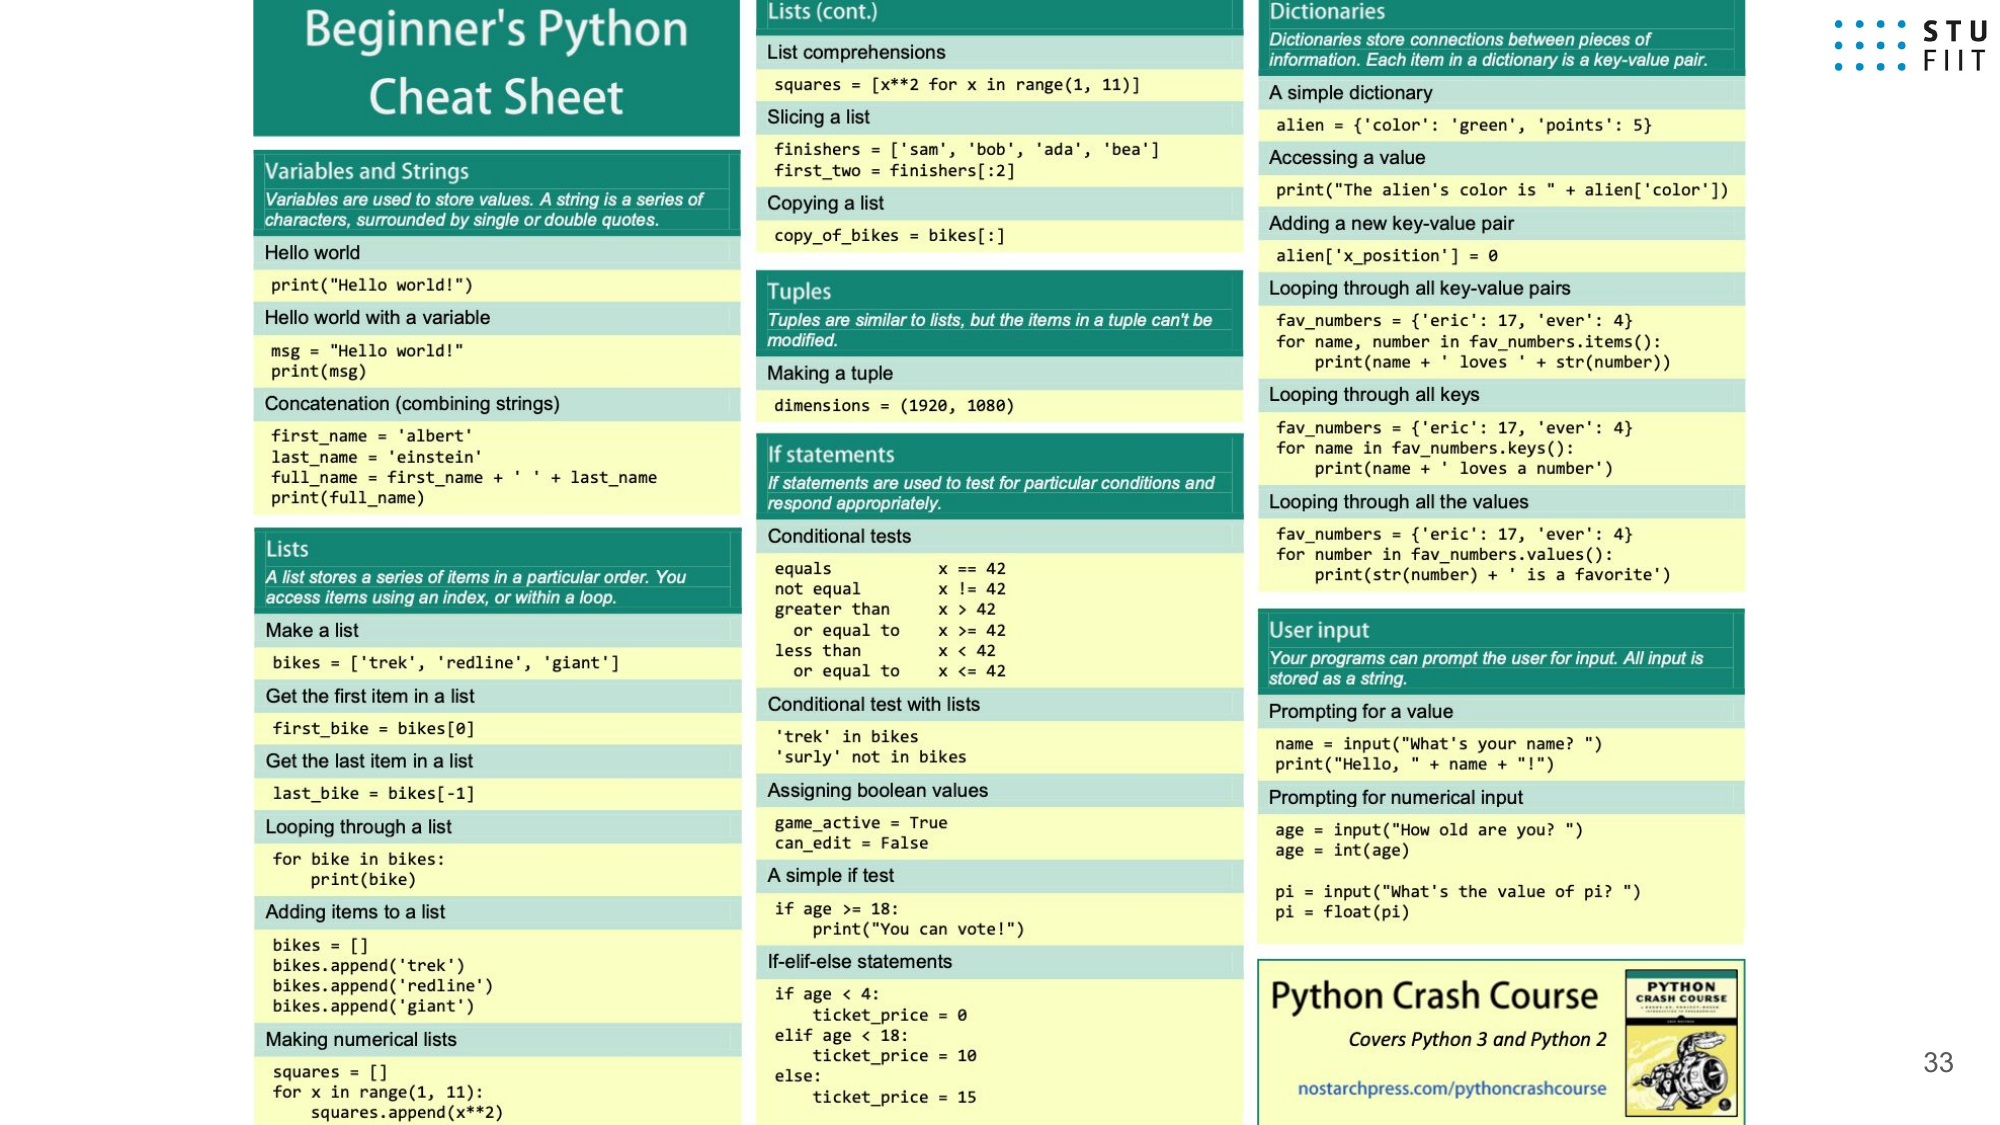 Beginner's Python
Cheat Sheet
Variables and Strings
Variables are used to store values. A string is a series of
characters, surrounded by single or double quotes.
Hello world
print("Hello world!")
Hello world with a variable
msg = "Hello world!"
print(msg)
Concatenation (combining strings)
first_name = 'albert'
last_name = 'einstein'
full_name = first_name + ' ' + last_name
print(full_name)
Lists
A list stores a series of items in a particular order. You
access items using an index, or within a loop.
Make a list
bikes = ['trek', 'redline', 'giant']
Get the first item in a list
first_bike = bikes[0]
Get the last item in a list
last_bike = bikes[-1]
Looping through a list
for bike in bikes:
    print(bike)
Adding items to a list
bikes = []
bikes.append('trek')
bikes.append('redline')
bikes.append('giant')
Making numerical lists
squares = []
for x in range(1, 11):
    squares.append(x**2)
Lists (cont.)
List comprehensions
squares = [x**2 for x in range(1, 11)]
Slicing a list
finishers = ['sam', 'bob', 'ada', 'bea']
first_two = finishers[:2]
Copying a list
copy_of_bikes = bikes[:]
Tuples
Tuples are similar to lists, but the items in a tuple can't be
modified.
Making a tuple
dimensions = (1920, 1080)
If statements
If statements are used to test for particular conditions and
respond appropriately.
Conditional tests
equals x == 42
not equal x != 42
greater than x > 42
  or equal to x >= 42
less than x < 42
  or equal to x <= 42
Conditional test with lists
'trek' in bikes
'surly' not in bikes
Assigning boolean values
game_active = True
can_edit = False
A simple if test
if age >= 18:
    print("You can vote!")
If-elif-else statements
if age < 4:
    ticket_price = 0
elif age < 18:
    ticket_price = 10
else:
    ticket_price = 15
Dictionaries
Dictionaries store connections between pieces of
information. Each item in a dictionary is a key-value pair.
A simple dictionary
alien = {'color': 'green', 'points': 5}
Accessing a value
print("The alien's color is " + alien['color'])
Adding a new key-value pair
alien['x_position'] = 0
Looping through all key-value pairs
fav_numbers = {'eric': 17, 'ever': 4}
for name, number in fav_numbers.items():
    print(name + ' loves ' + str(number))
Looping through all keys
fav_numbers = {'eric': 17, 'ever': 4}
for name in fav_numbers.keys():
    print(name + ' loves a number')
Looping through all the values
fav_numbers = {'eric': 17, 'ever': 4}
for number in fav_numbers.values():
    print(str(number) + ' is a favorite')
User input
Your programs can prompt the user for input. All input is
stored as a string.
Prompting for a value
name = input("What's your name? ")
print("Hello, " + name + "!")
Prompting for numerical input
age = input("How old are you? ")
age = int(age)
pi = input("What's the value of pi? ")
pi = float(pi)
Python Crash Course
Covers Python 3 and Python 2
nostarchpress.com/pythoncrashcourse
PYTHON
CRASH COURSE
STU
FIIT
33